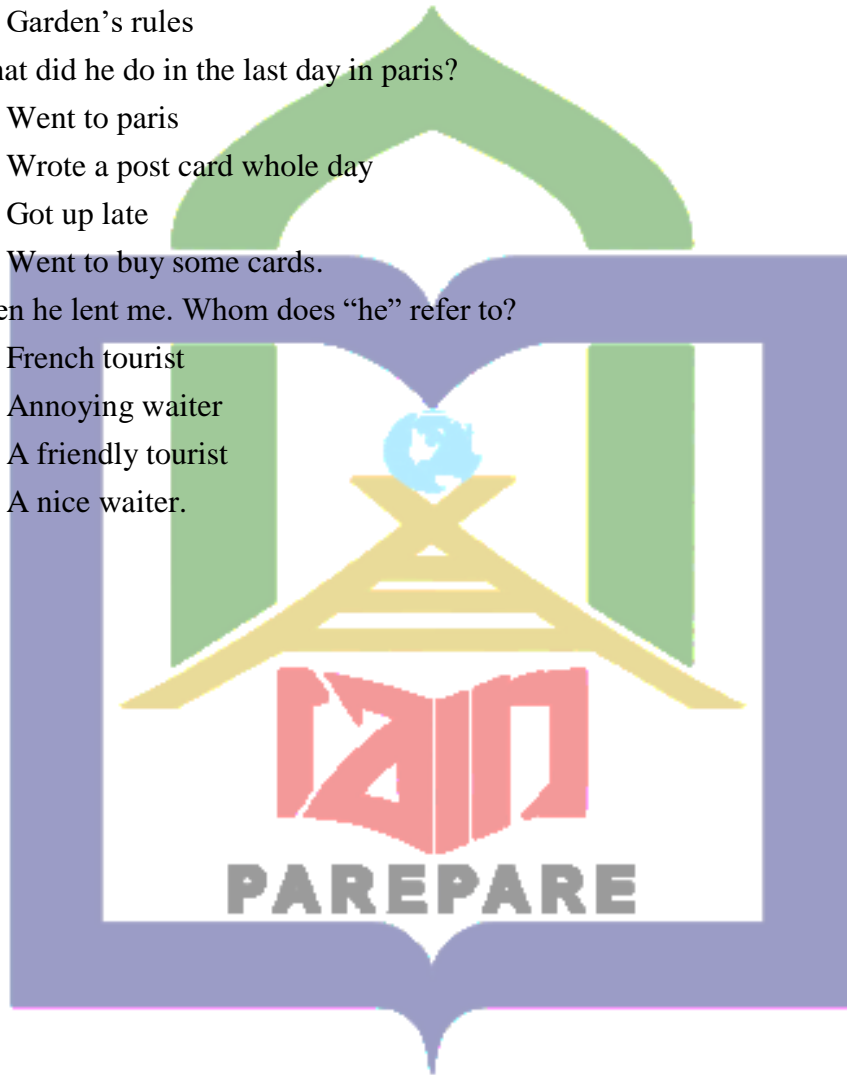 Garden’s rules
hat did he do in the last day in paris?
Went to paris
Wrote a post card whole day
Got up late
Went to buy some cards.
en he lent me. Whom does “he” refer to?
French tourist
Annoying waiter
A friendly tourist
A nice waiter.
iain
PAREPARE